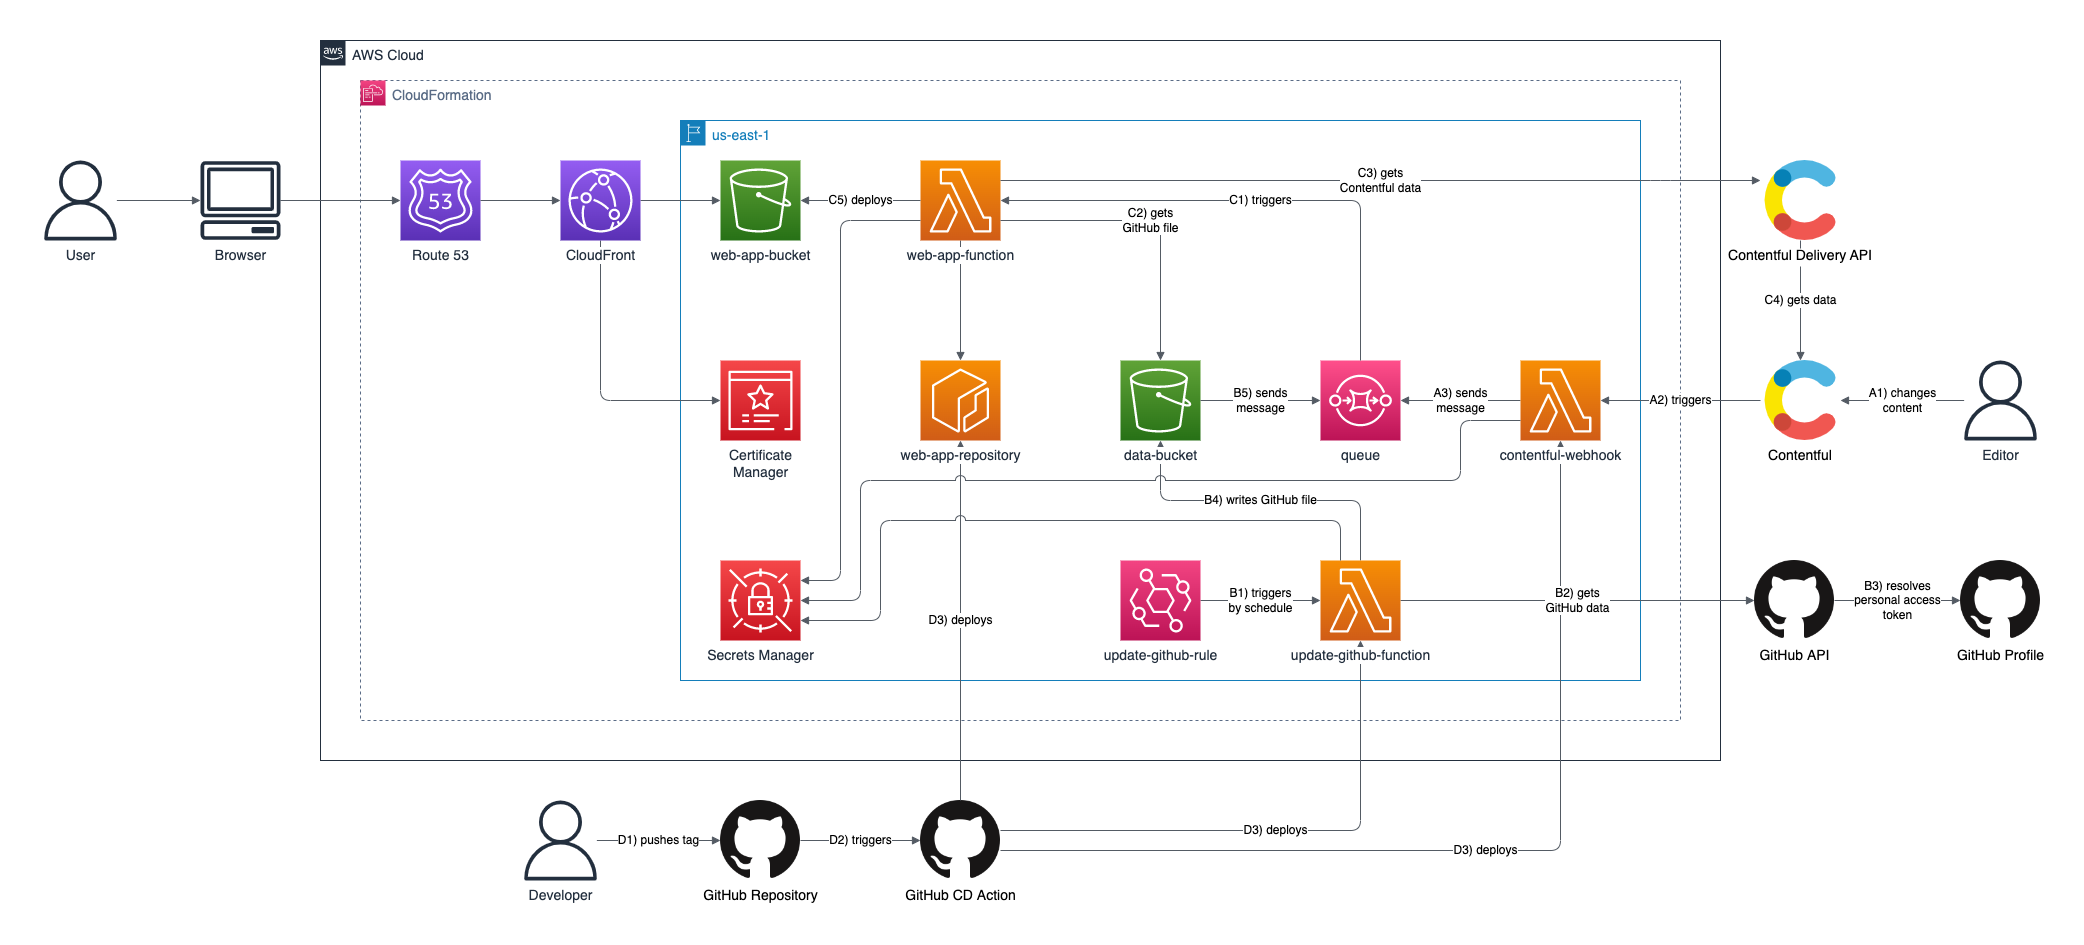 aws
AWS Cloud
CloudFormation
us-east-1
53
User
Browser
Route 53
CloudFront
web-app-bucket
C5) deploys
web-app-function
C2) gets
GitHub file
C1) triggers
C3) gets
Contentful data
Contentful Delivery API
C4) gets data
Certificate
Manager
web-app-repository
data-bucket
B5) sends
message
queue
A3) sends
message
contentful-webhook
A2) triggers
Contentful
A1) changes
content
Editor
B4) writes GitHub file
Secrets Manager
D3) deploys
update-github-rule
B1) triggers
by schedule
update-github-function
B2) gets
GitHub data
GitHub API
B3) resolves
personal access
token
GitHub Profile
Developer
D1) pushes tag
GitHub Repository
D2) triggers
GitHub CD Action
D3) deploys
D3) deploys